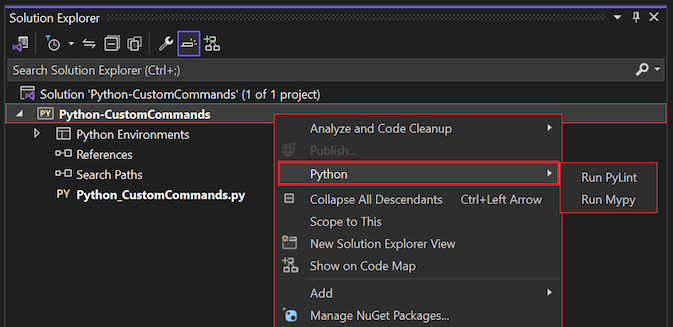 Solution Explorer
Search Solution Explorer (Ctrl+;)
Solution 'Python-CustomCommands' (1 of 1 project)
PY Python-CustomCommands
Python Environments
References
Search Paths
PY Python_CustomCommands.py
Analyze and Code Cleanup
Publish...
Python
Collapse All Descendants Ctrl+Left Arrow
Scope to This
New Solution Explorer View
Show on Code Map
Add
Manage NuGet Packages...
Run PyLint
Run Mypy